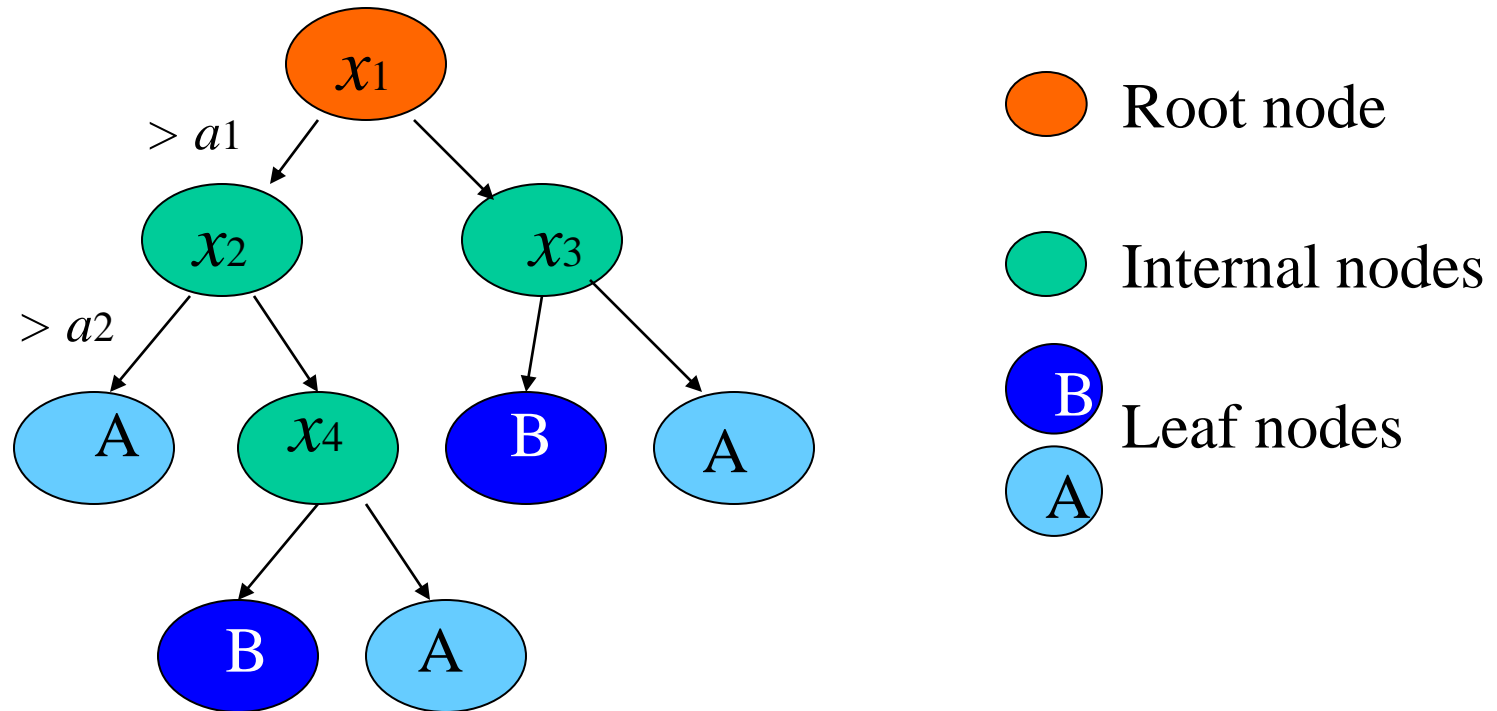 x1
> a1
x2
x3
> a2
A
x4
B
A
B
A
Root node
Internal nodes
B
Leaf nodes
A